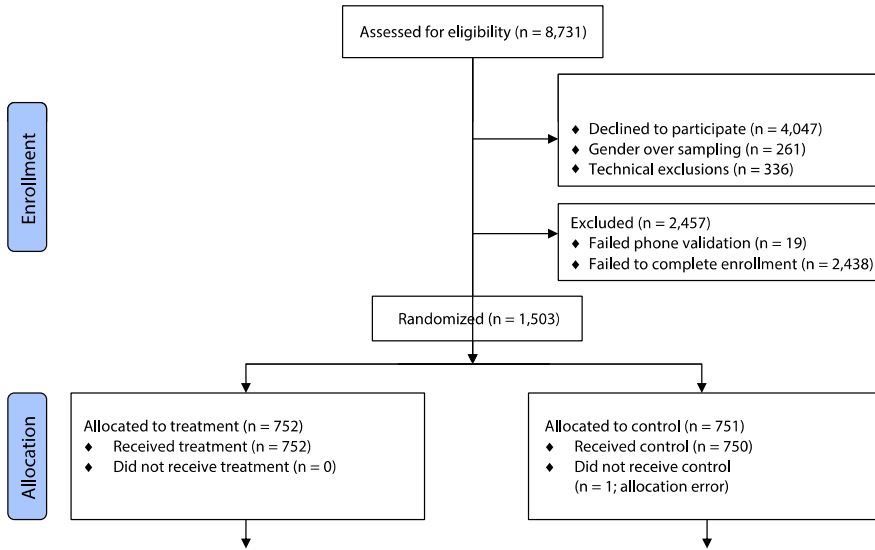 Assessed for eligibility (n = 8,731)
Enrollment
♦ Declined to participate (n = 4,047)
♦ Gender over sampling (n = 261)
♦ Technical exclusions (n = 336)
Excluded (n = 2,457)
♦ Failed phone validation (n = 19)
♦ Failed to complete enrollment (n = 2,438)
Randomized (n = 1,503)
Allocation
Allocated to treatment (n = 752)
♦ Received treatment (n = 752)
♦ Did not receive treatment (n = 0)
Allocated to control (n = 751)
♦ Received control (n = 750)
♦ Did not receive control
(n = 1; allocation error)